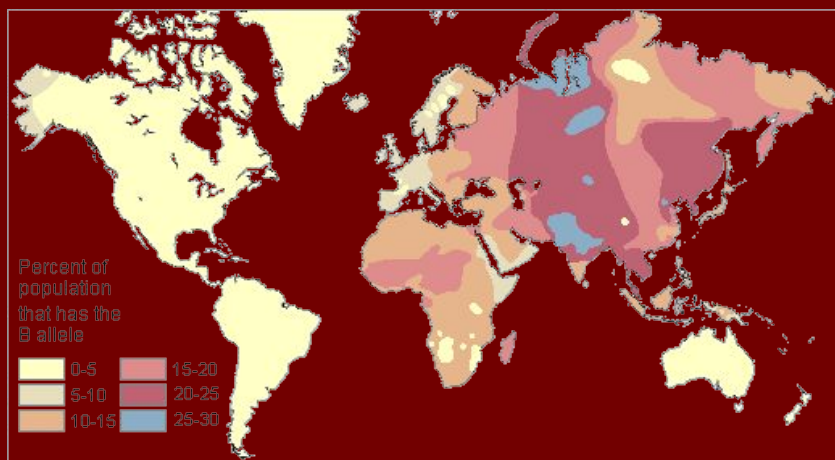 Percent of
population
that has the
B allele
0-5
15-20
5-10
20-25
10-15
25-30